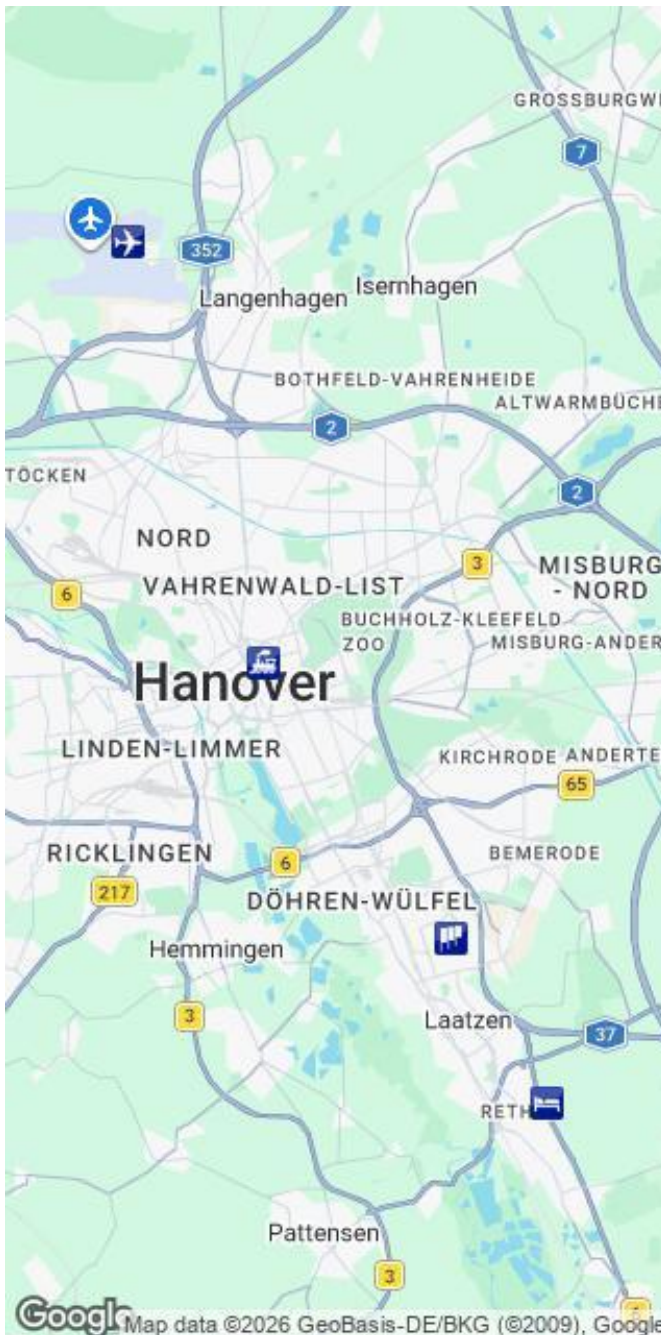 GROSSBURGWE
7
352
Langenhagen
Isernhagen
BOTHFELD-VAHRENHEIDE
ALTWARMBÜCHE
2
TÖCKEN
2
NORD
3
MISBURG
- NORD
6
VAHRENWALD-LIST
BUCHHOLZ-KLEEFELD
ZOO
MISBURG-ANDER
Hanover
LINDEN-LIMMER
KIRCHRODE
ANDERTE
65
RICKLINGEN
6
BEMERODE
217
DÖHREN-WÜLFEL
Hemmingen
3
Laatzen
37
RETH
Pattensen
3
6
Google
Map data ©2026 GeoBasis-DE/BKG (©2009), Google